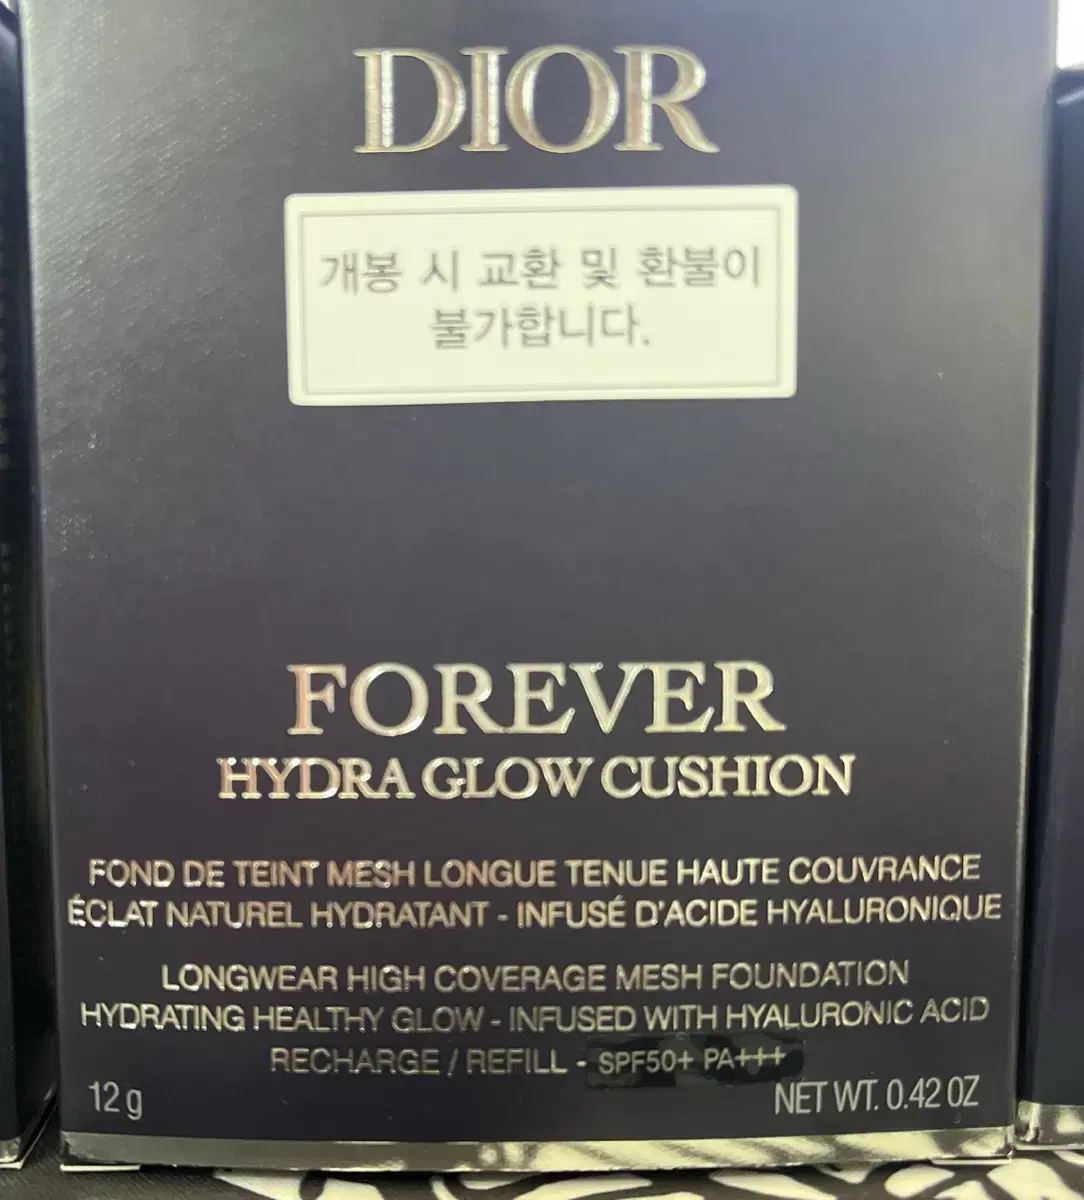 DIOR
개봉 시 교환 및 환불이
불가합니다.
FOREVER
HYDRA GLOW CUSHION
FOND DE TEINT MESH LONGUE TENUE HAUTE COUVRANCE
ÉCLAT NATUREL HYDRATANT - INFUSÉ D'ACIDE HYALURONIQUE
LONGWEAR HIGH COVERAGE MESH FOUNDATION
HYDRATING HEALTHY GLOW - INFUSED WITH HYALURONIC ACID
RECHARGE / REFILL - SPF50+ PA+++
12 g
NET WT. 0.42 OZ